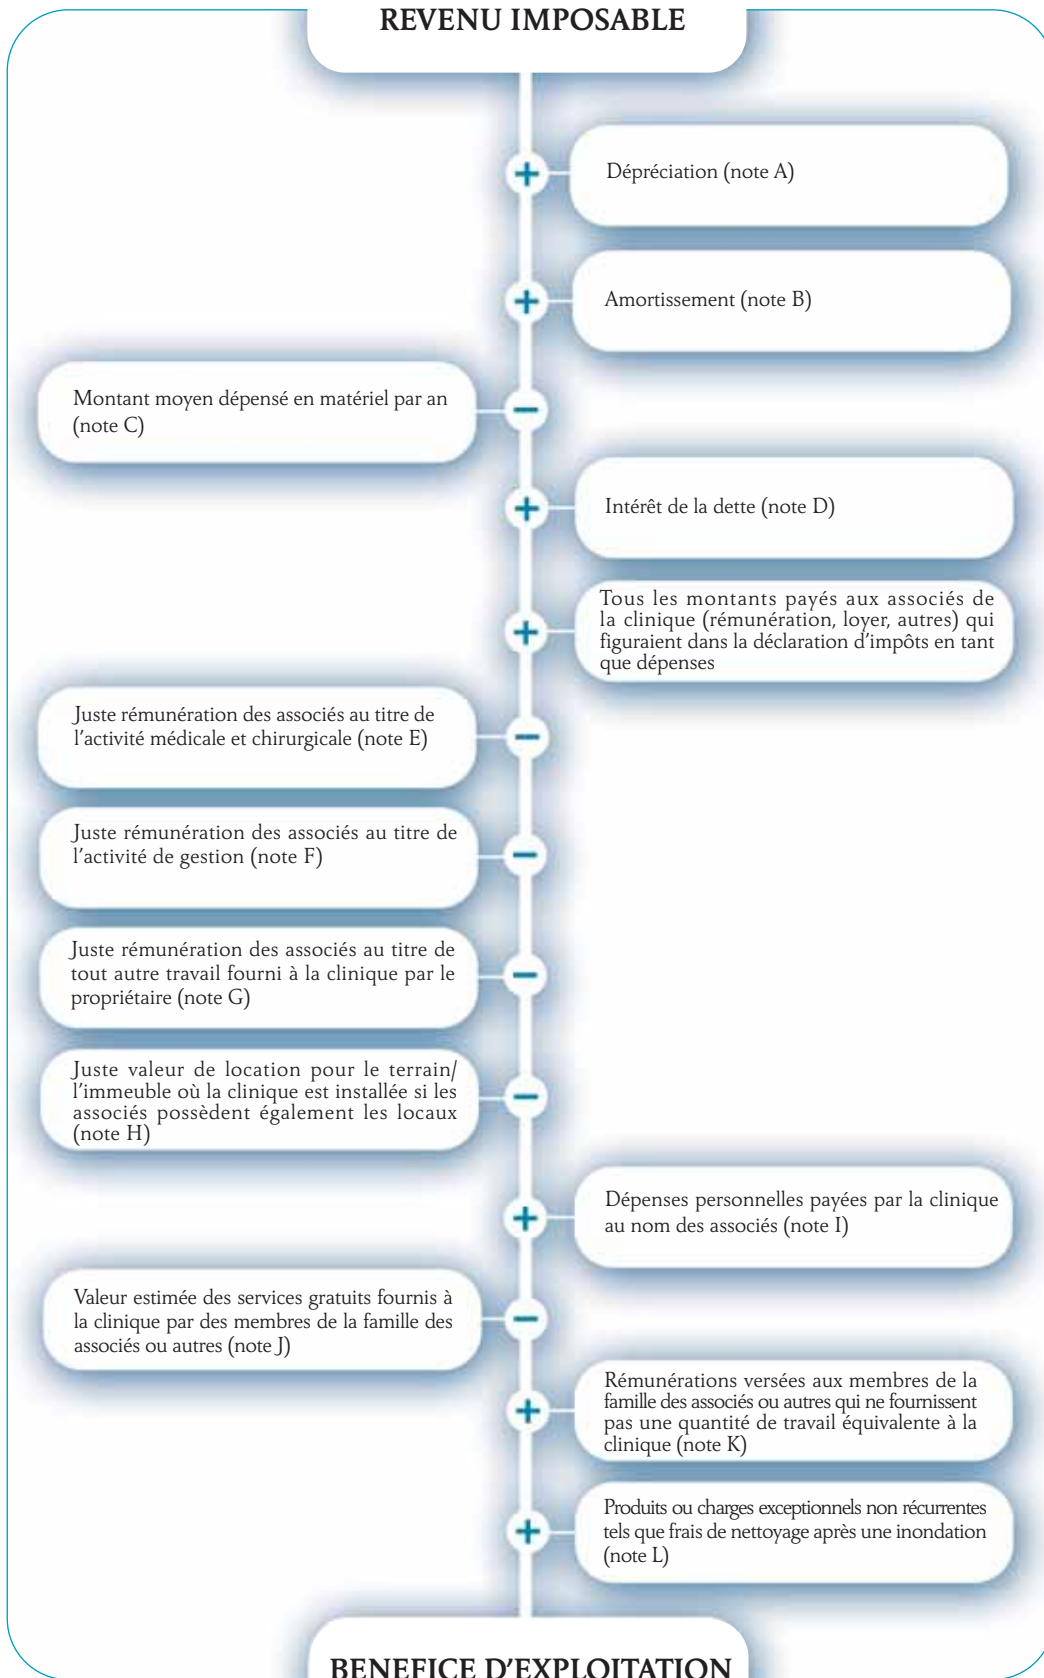 REVENU IMPOSABLE
+
Dépréciation (note A)
+
Amortissement (note B)
Montant moyen dépensé en matériel par an
(note C)
−
+
Intérêt de la dette (note D)
+
Tous les montants payés aux associés de
la clinique (rémunération, loyer, autres) qui
figuraient dans la déclaration d'impôts en tant
que dépenses
Juste rémunération des associés au titre de
l'activité médicale et chirurgicale (note E)
−
Juste rémunération des associés au titre de
l'activité de gestion (note F)
−
Juste rémunération des associés au titre de
tout autre travail fourni à la clinique par le
propriétaire (note G)
−
Juste valeur de location pour le terrain/
l'immeuble où la clinique est installée si les
associés possèdent également les locaux
(note H)
−
+
Dépenses personnelles payées par la clinique
au nom des associés (note I)
Valeur estimée des services gratuits fournis à
la clinique par des membres de la famille des
associés ou autres (note J)
−
+
Rémunérations versées aux membres de la
famille des associés ou autres qui ne fournissent
pas une quantité de travail équivalente à la
clinique (note K)
+
Produits ou charges exceptionnels non récurrentes
tels que frais de nettoyage après une inondation
(note L)
BENEFICE D'EXPLOITATION